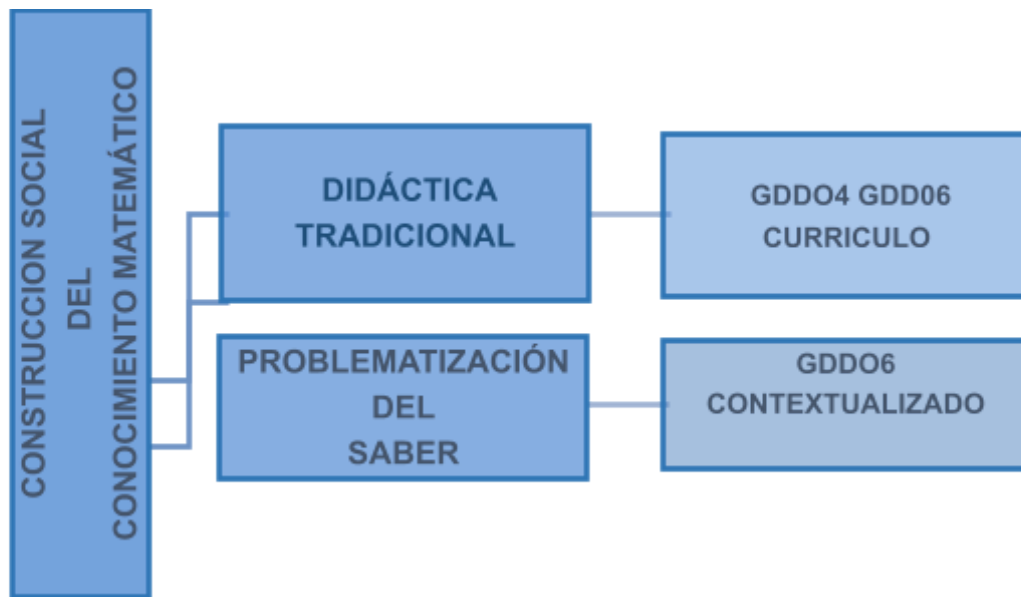 CONSTRUCCION SOCIAL
DEL
CONOCIMIENTO MATEMÁTICO
DIDÁCTICA
TRADICIONAL
GDDO4 GDD06
CURRICULO
PROBLEMATIZACIÓN
DEL
SABER
GDDO6
CONTEXTUALIZADO